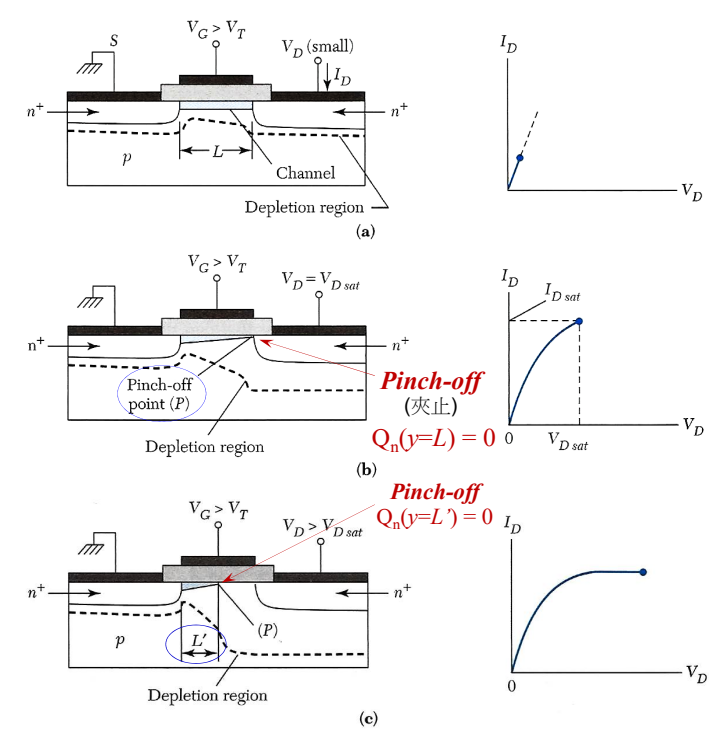 V_G > V_T
S
V_D (small)
I_D
n⁺
n⁺
p
L
Channel
Depletion region
I_D
V_D
(a)
V_G > V_T
V_D = V_D sat
n⁺
n⁺
Pinch-off
point (P)
Depletion region
Pinch-off
(夾止)
Q_n(y=L) = 0
I_D
I_D sat
0
V_D sat
V_D
(b)
Pinch-off
Q_n(y=L’) = 0
V_G > V_T
V_D > V_D sat
n⁺
n⁺
p
L′
(P)
Depletion region
I_D
0
V_D
(c)